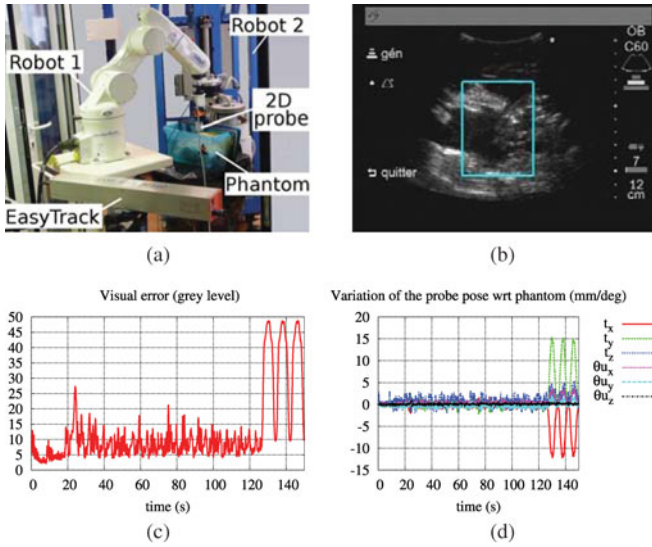 Robot 2
Robot 1
2D
probe
Phantom
EasyTrack
(a)
OB
C60
gén
quitter
7
12
cm
(b)
Visual error (grey level)
50
45
40
35
30
25
20
15
10
5
0
0 20 40 60 80 100 120 140
time (s)
(c)
Variation of the probe pose wrt phantom (mm/deg)
20
15
10
5
0
-5
-10
-15
0 20 40 60 80 100 120 140
time (s)
t_x
t_y
t_z
θu_x
θu_y
θu_z
(d)